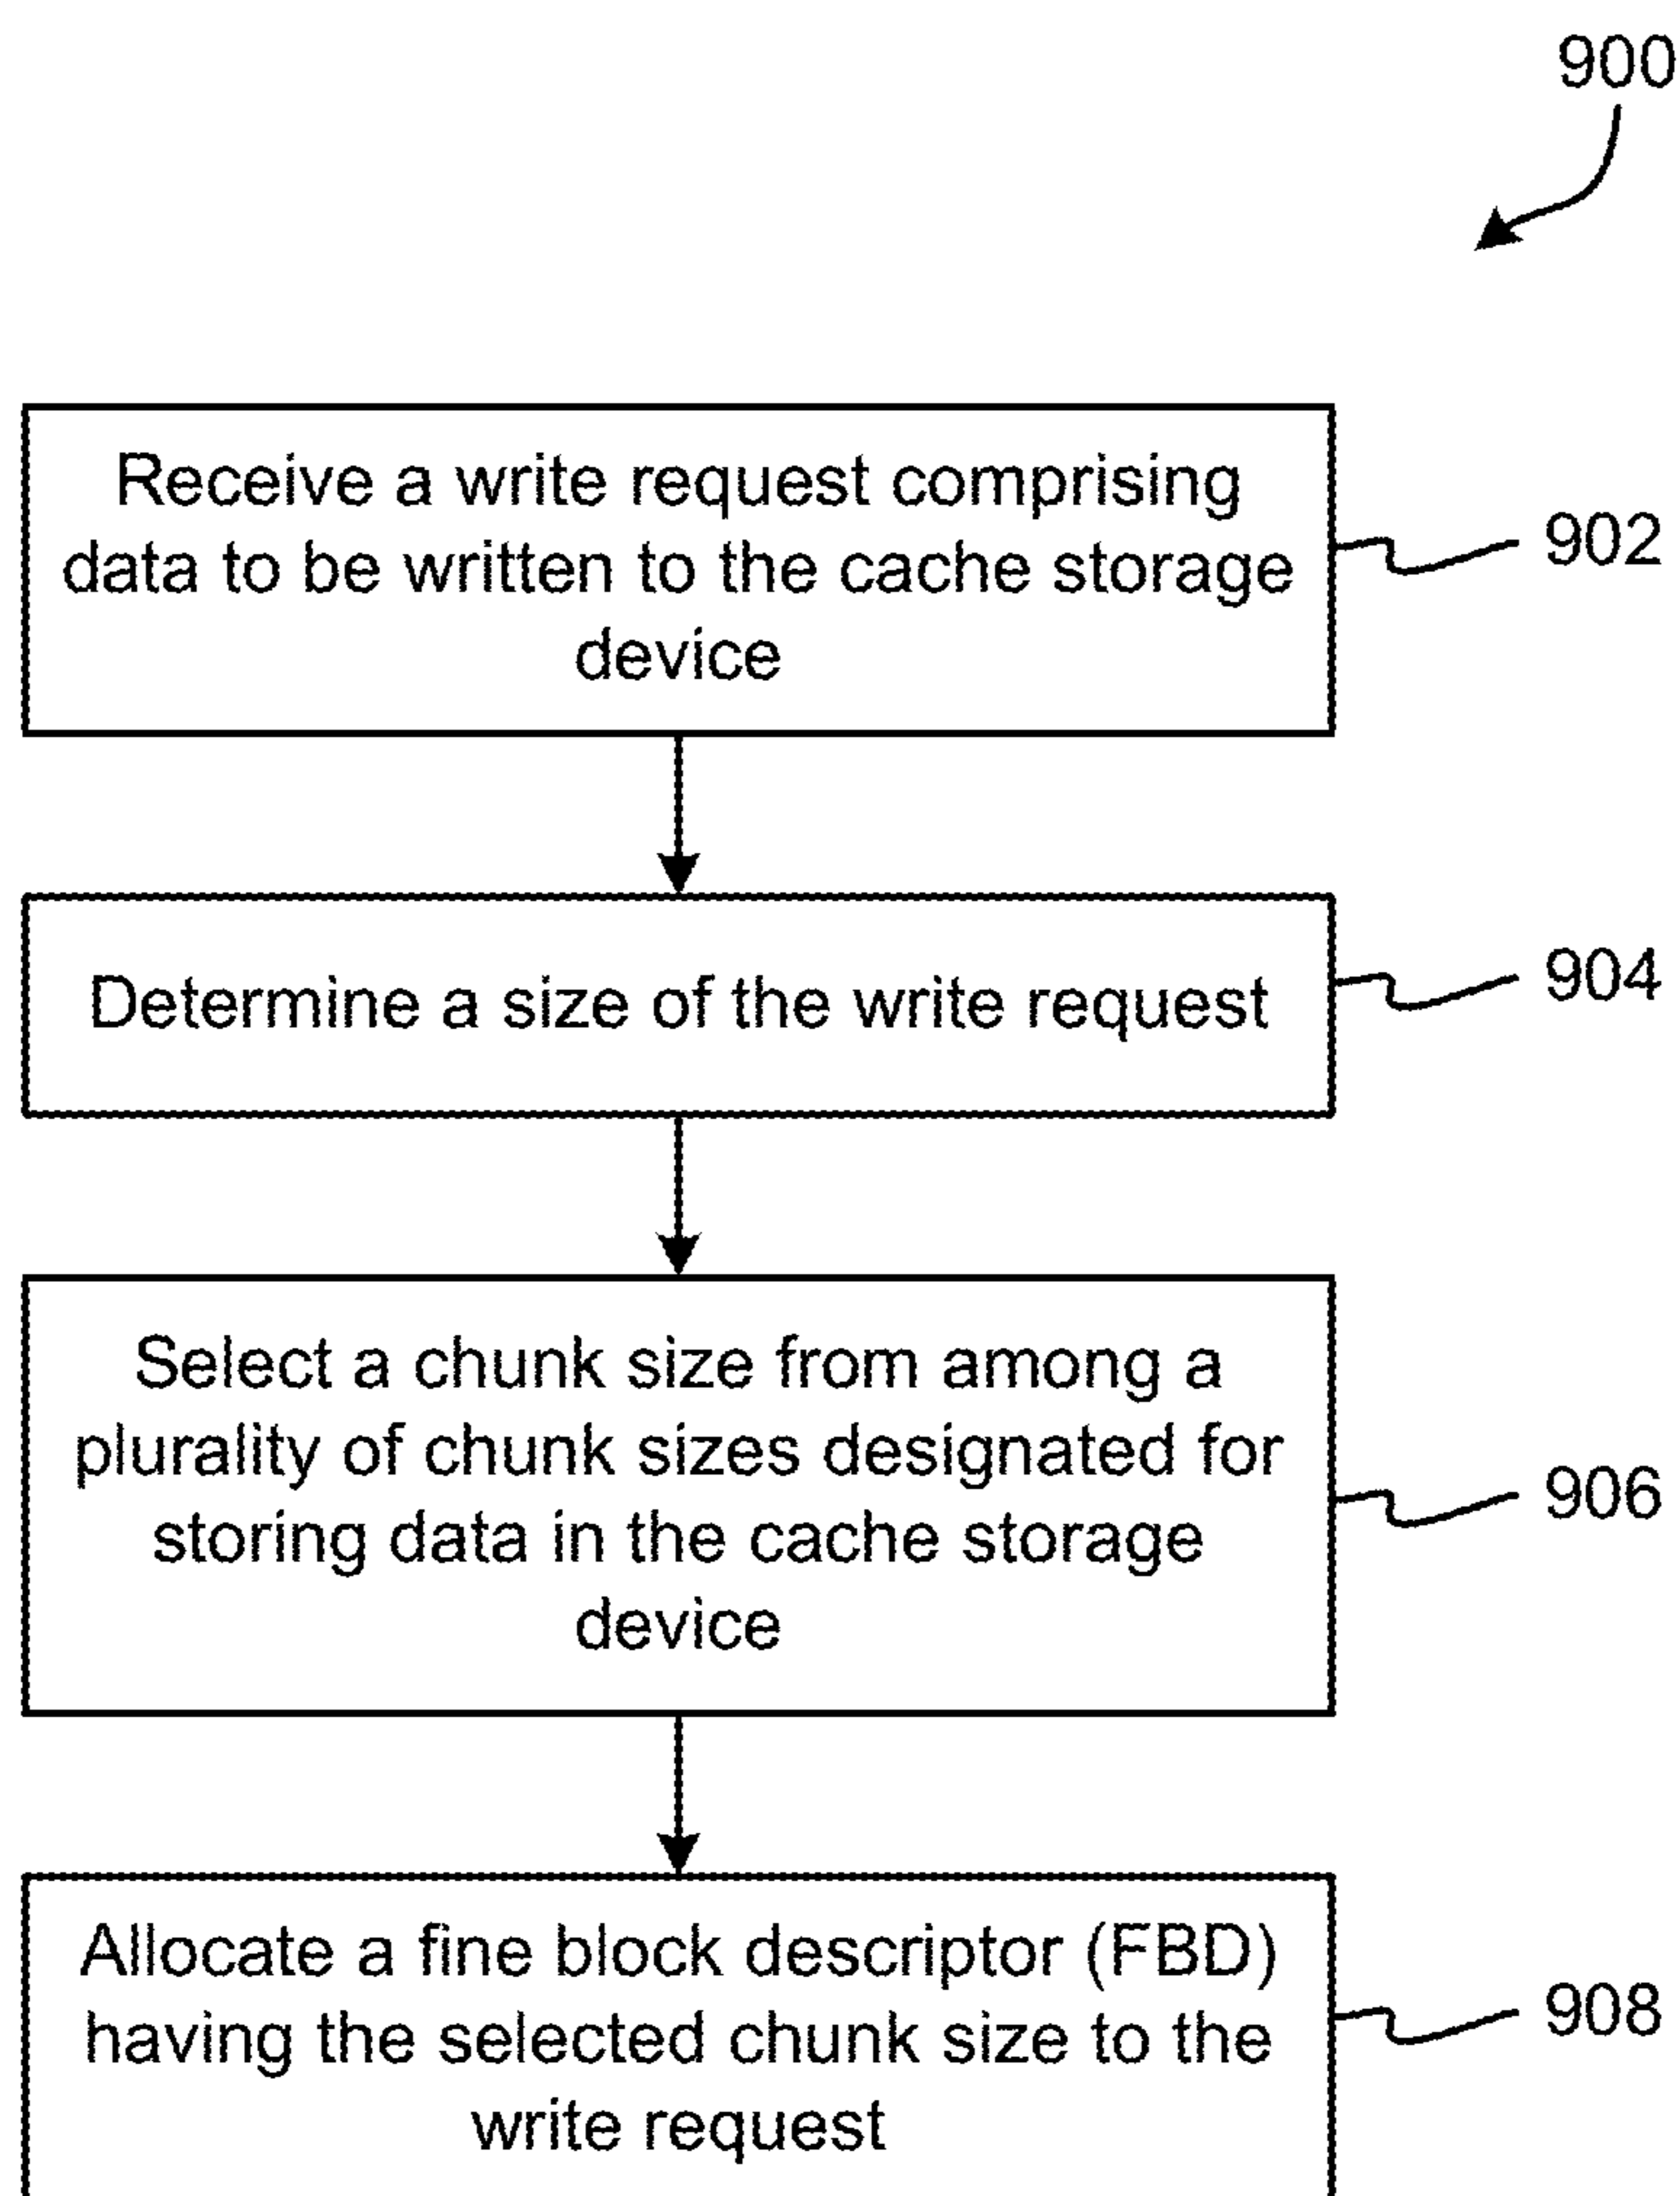 900
Receive a write request comprising
data to be written to the cache storage
device
902
Determine a size of the write request
904
Select a chunk size from among a
plurality of chunk sizes designated for
storing data in the cache storage
device
906
Allocate a fine block descriptor (FBD)
having the selected chunk size to the
write request
908